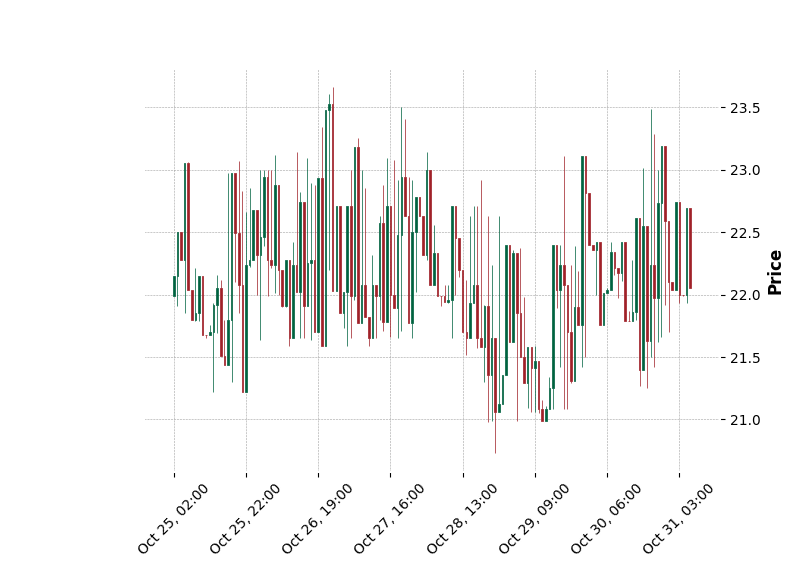 23.5
23.0
22.5
22.0
21.5
21.0
Price
Oct 25, 02:00
Oct 25, 22:00
Oct 26, 19:00
Oct 27, 16:00
Oct 28, 13:00
Oct 29, 09:00
Oct 30, 06:00
Oct 31, 03:00